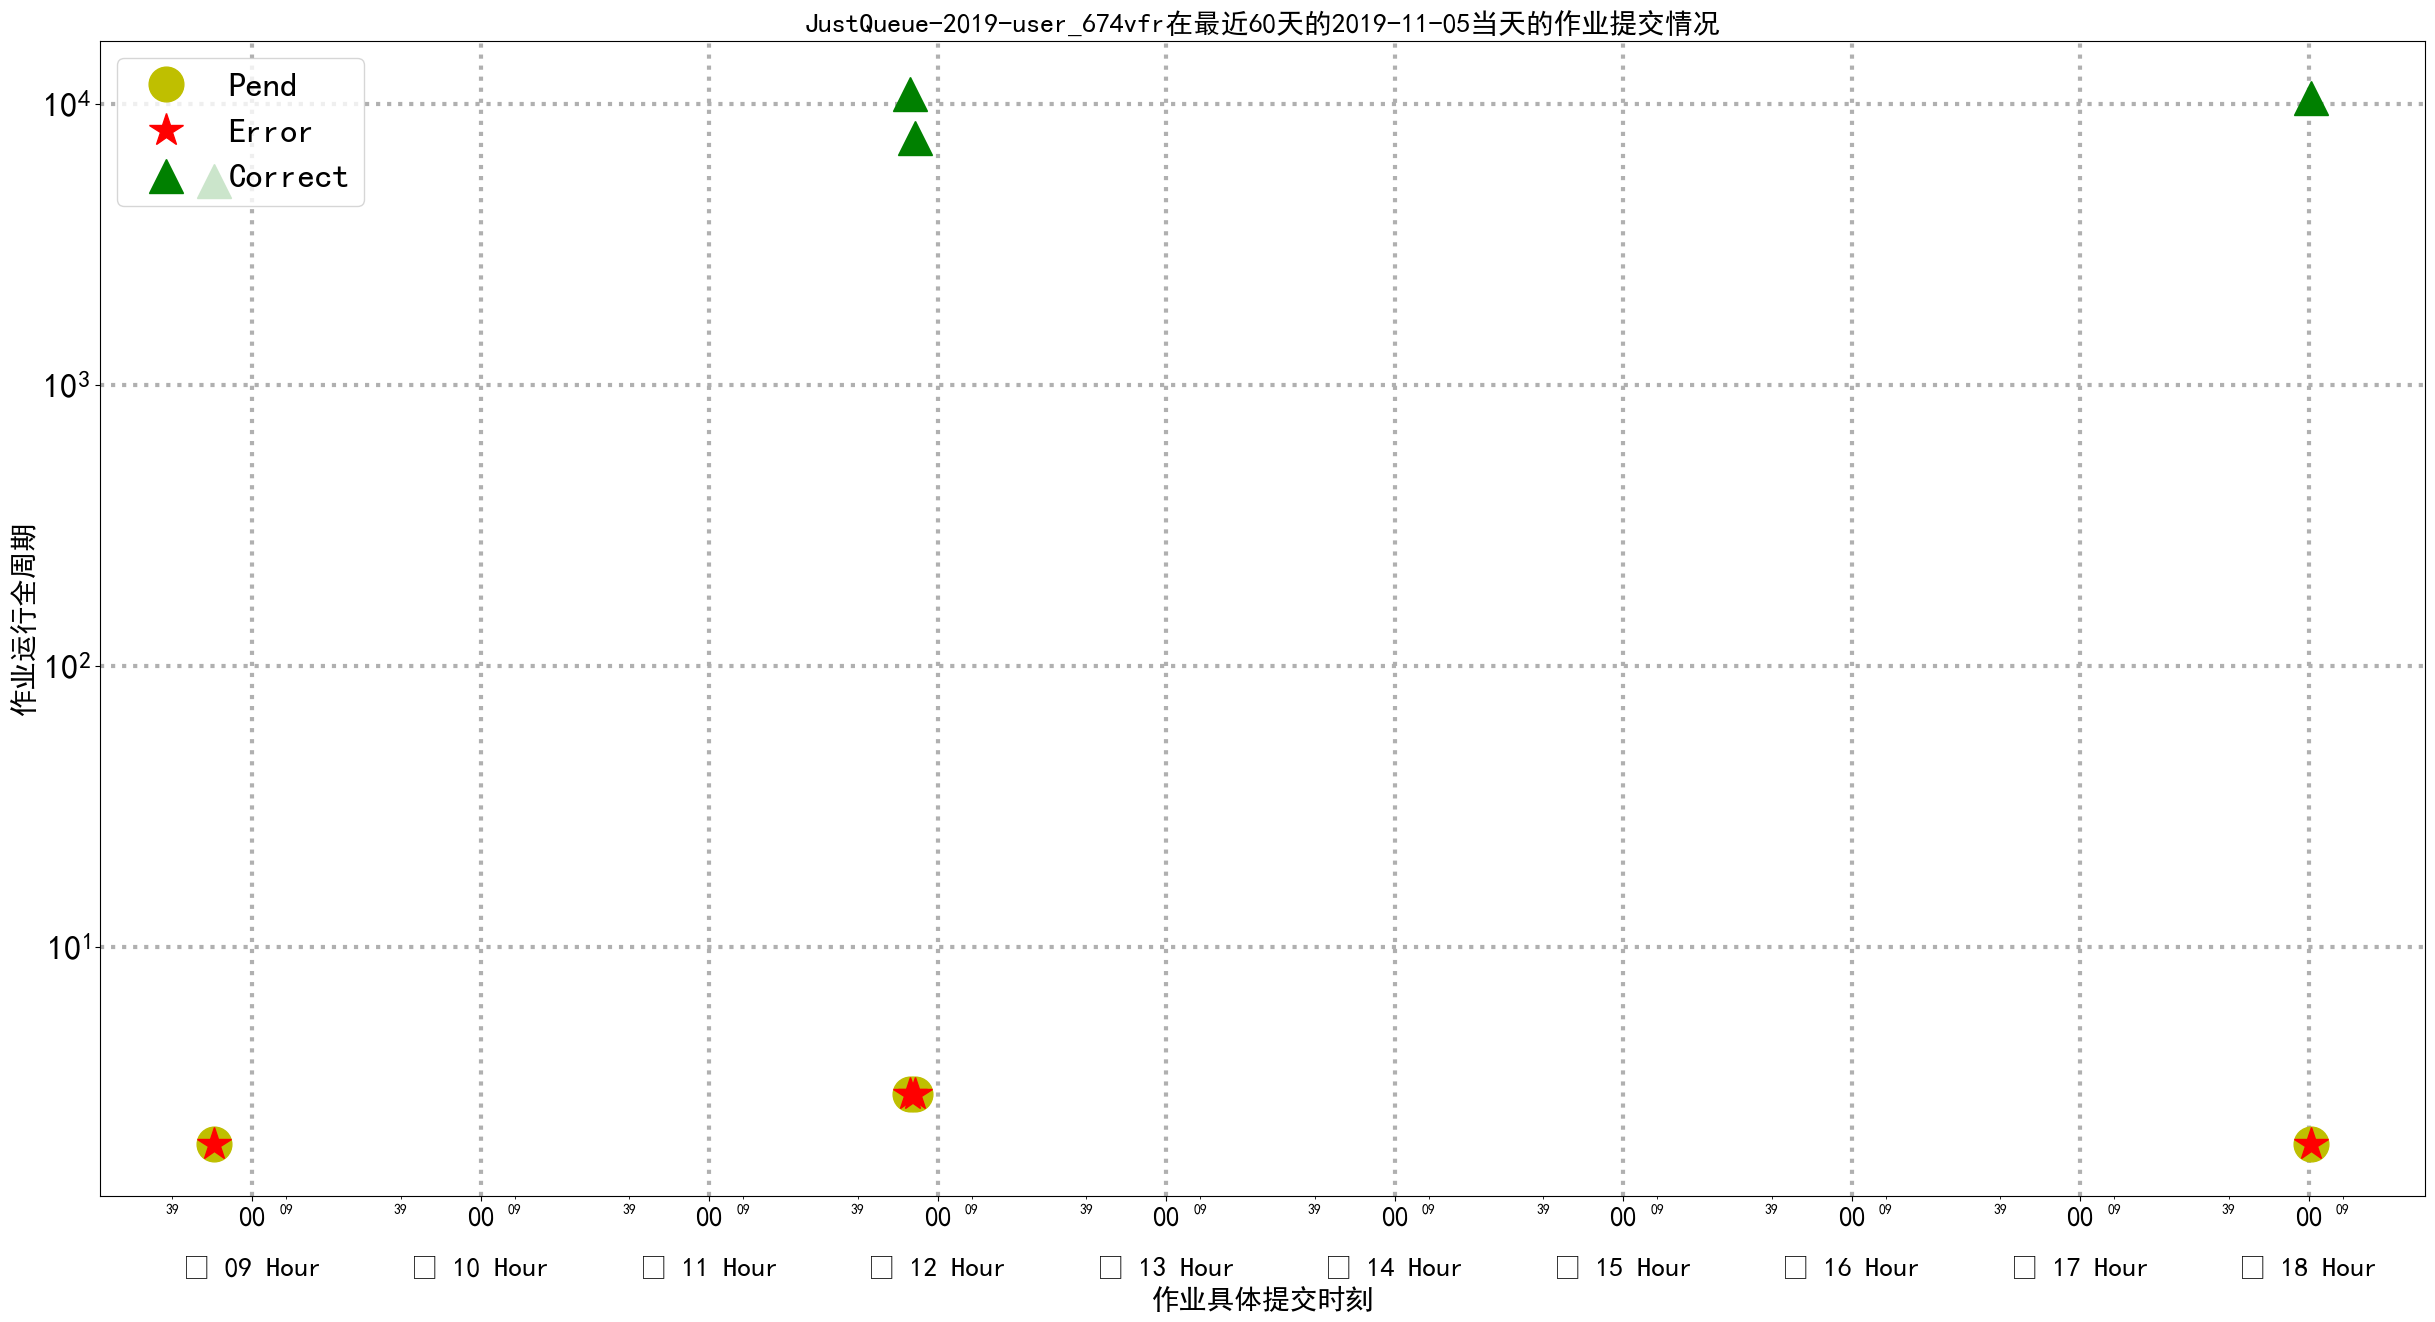 JustQueue-2019-user_674vfr在最近60天的2019-11-05当天的作业提交情况
Pend
Error
Correct
10⁴
10³
10²
10¹
作业运行全周期
39 00 09 39 00 09 39 00 09 39 00 09 39 00 09 39 00 09 39 00 09 39 00 09 39 00 09 39 00 09
□ 09 Hour □ 10 Hour □ 11 Hour □ 12 Hour □ 13 Hour □ 14 Hour □ 15 Hour □ 16 Hour □ 17 Hour □ 18 Hour
作业具体提交时刻